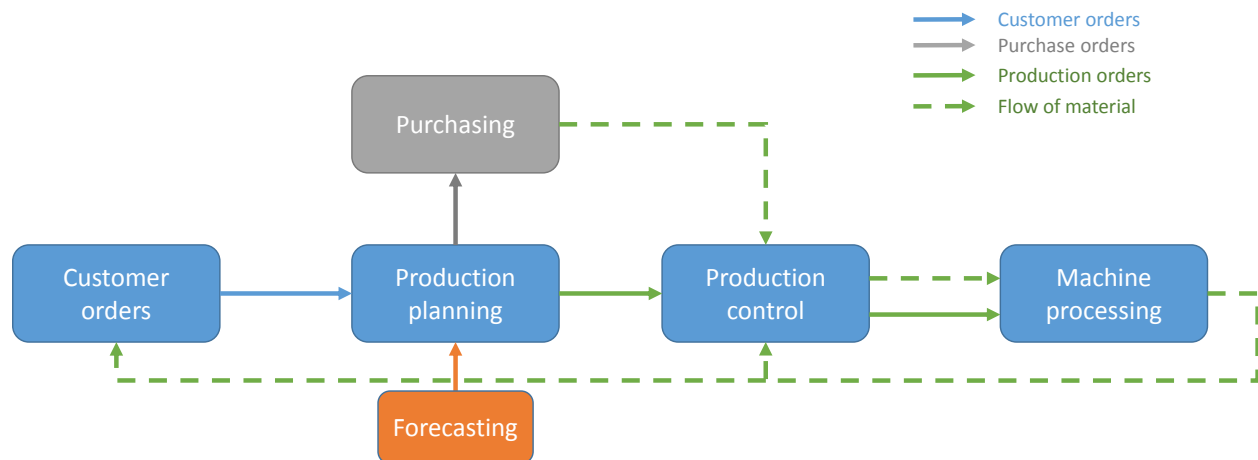 Customer orders
Purchase orders
Production orders
Flow of material
Purchasing
Customer
orders
Production
planning
Production
control
Machine
processing
Forecasting